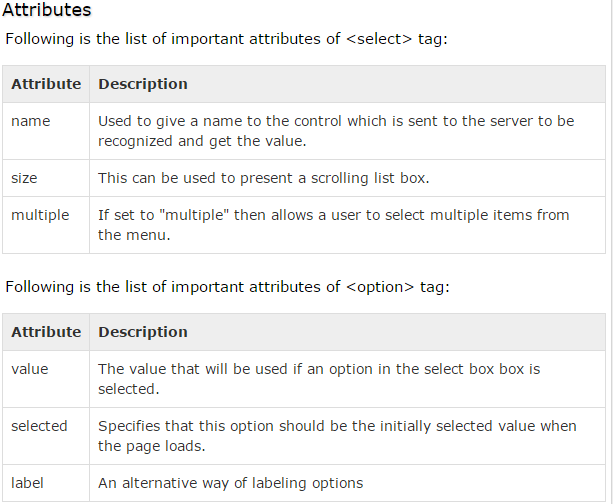 Attributes
Following is the list of important attributes of <select> tag:
Attribute Description
name Used to give a name to the control which is sent to the server to be
recognized and get the value.
size This can be used to present a scrolling list box.
multiple If set to "multiple" then allows a user to select multiple items from
the menu.
Following is the list of important attributes of <option> tag:
Attribute Description
value The value that will be used if an option in the select box box is
selected.
selected Specifies that this option should be the initially selected value when
the page loads.
label An alternative way of labeling options